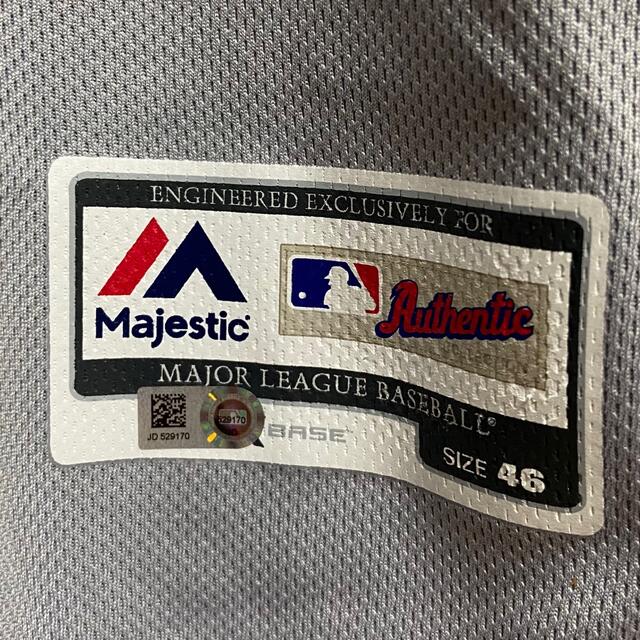 ENGINEERED EXCLUSIVELY FOR
Majestic
Authentic
MAJOR LEAGUE BASEBALL®
JD 529170
529170
BASE
SIZE 46